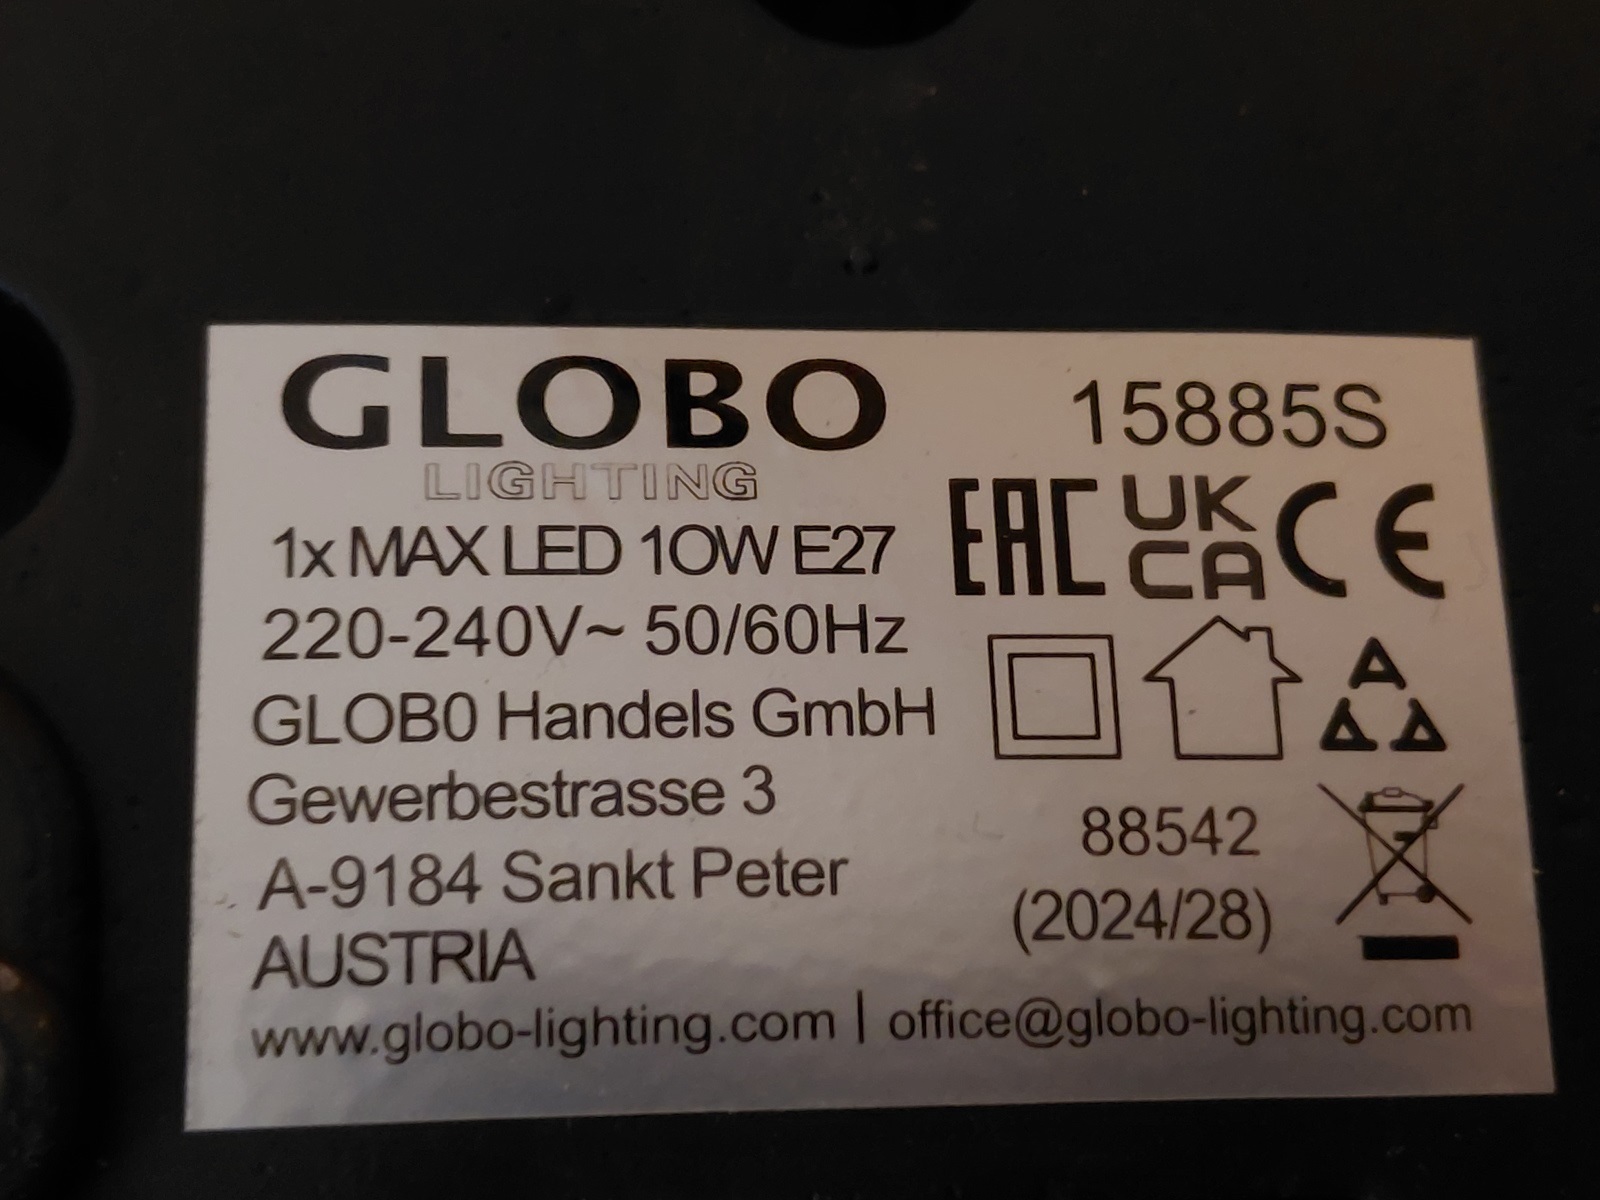 GLOBO
LIGHTING
15885S
1x MAX LED 10W E27
EAC UK CA CE
220-240V~ 50/60Hz
GLOB0 Handels GmbH
Gewerbestrasse 3
A-9184 Sankt Peter
AUSTRIA
88542
(2024/28)
www.globo-lighting.com | office@globo-lighting.com